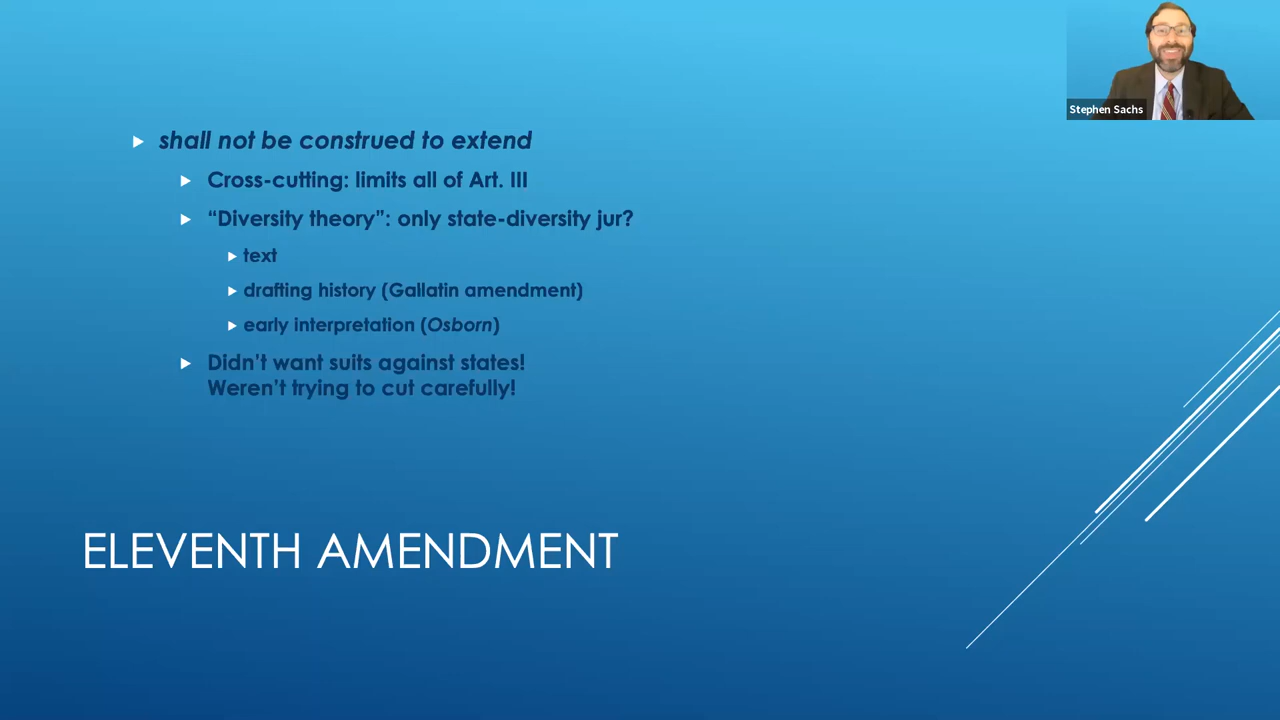 Stephen Sachs
shall not be construed to extend
Cross-cutting: limits all of Art. III
“Diversity theory”: only state-diversity jur?
text
drafting history (Gallatin amendment)
early interpretation (Osborn)
Didn’t want suits against states!
Weren’t trying to cut carefully!
ELEVENTH AMENDMENT